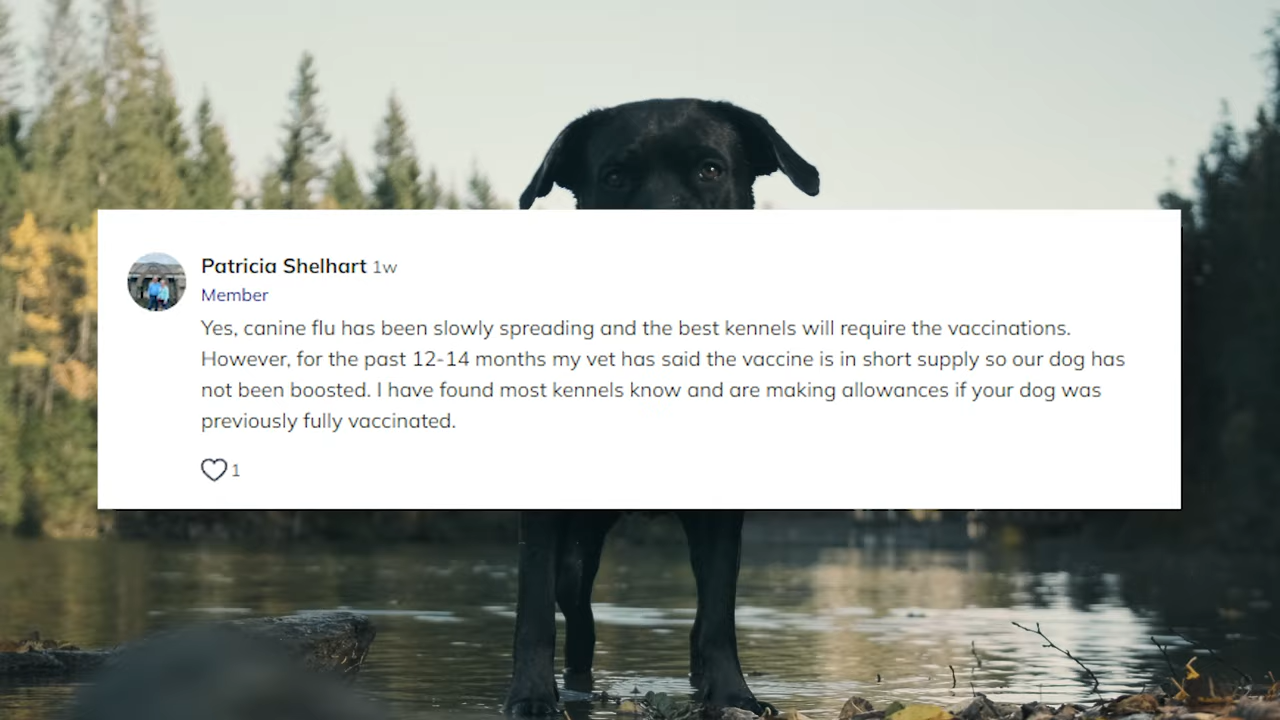 Patricia Shelhart 1w
Member
Yes, canine flu has been slowly spreading and the best kennels will require the vaccinations.
However, for the past 12-14 months my vet has said the vaccine is in short supply so our dog has
not been boosted. I have found most kennels know and are making allowances if your dog was
previously fully vaccinated.
1